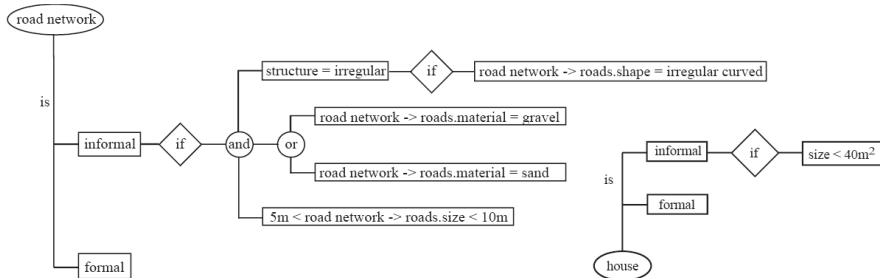 road network
structure = irregular
if
road network -> roads.shape = irregular curved
is
road network -> roads.material = gravel
informal
if
and
or
road network -> roads.material = sand
5m < road network -> roads.size < 10m
formal
informal
if
size < 40m²
is
formal
house